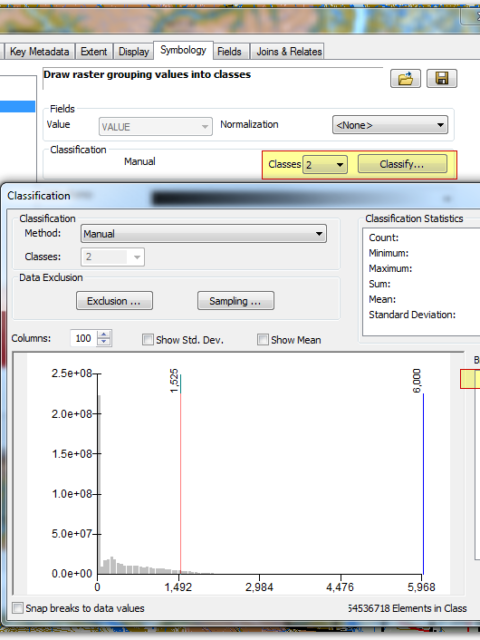 Key Metadata Extent Display Symbology Fields Joins & Relates
Draw raster grouping values into classes
Fields
Value VALUE Normalization <None>
Classification
Manual Classes 2 Classify...
Classification
Classification
Method: Manual
Classes: 2
Data Exclusion
Exclusion ... Sampling ...
Classification Statistics
Count:
Minimum:
Maximum:
Sum:
Mean:
Standard Deviation:
Columns: 100 Show Std. Dev. Show Mean
B
1,525
6,000
2.5e+08
2.0e+08
1.5e+08
1.0e+08
5.0e+07
0.0e+00
0 1,492 2,984 4,476 5,968
Snap breaks to data values
54536718 Elements in Class